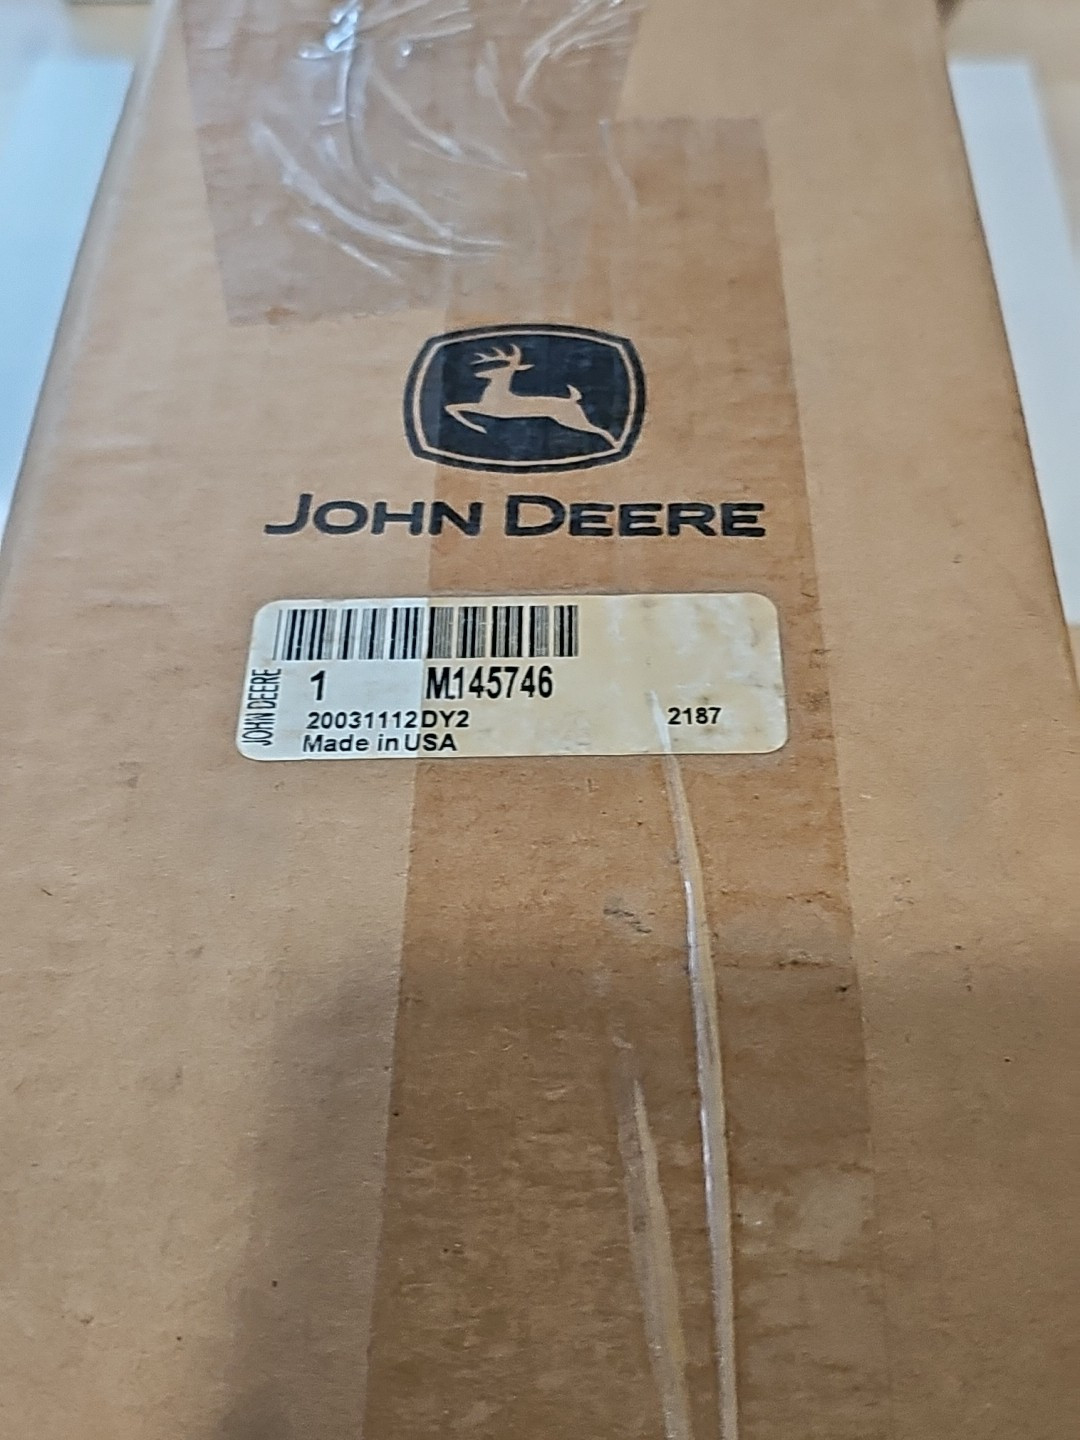 JOHN DEERE
JOHN DEERE
1 M145746
20031112DY2 2187
Made in USA